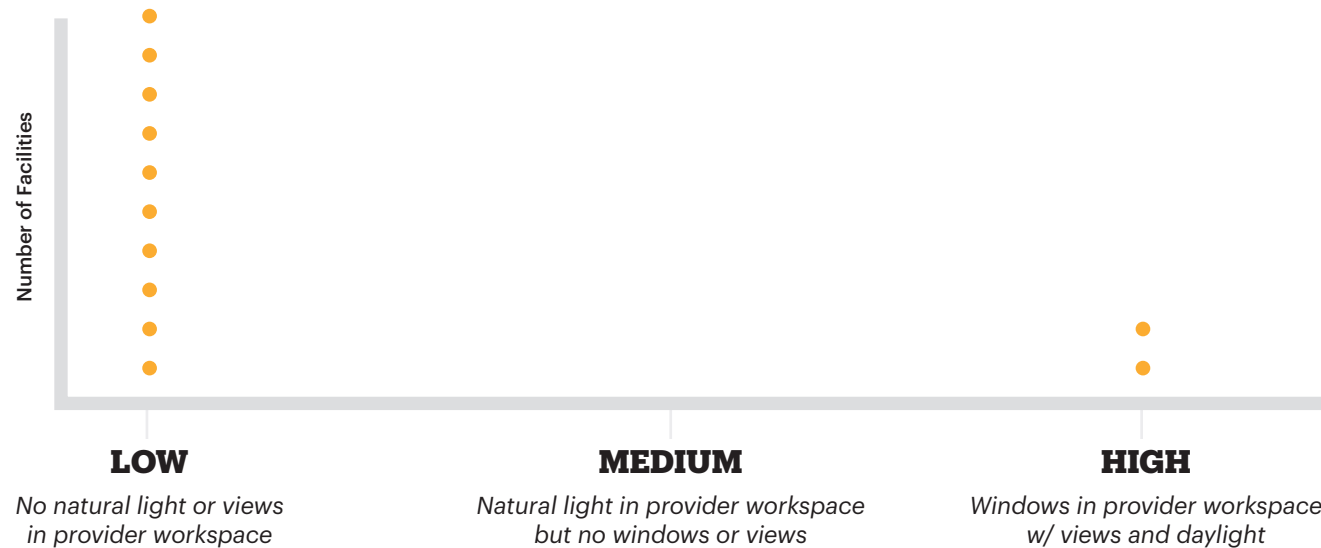 Number of Facilities
LOW
No natural light or views
in provider workspace
MEDIUM
Natural light in provider workspace
but no windows or views
HIGH
Windows in provider workspace
w/ views and daylight